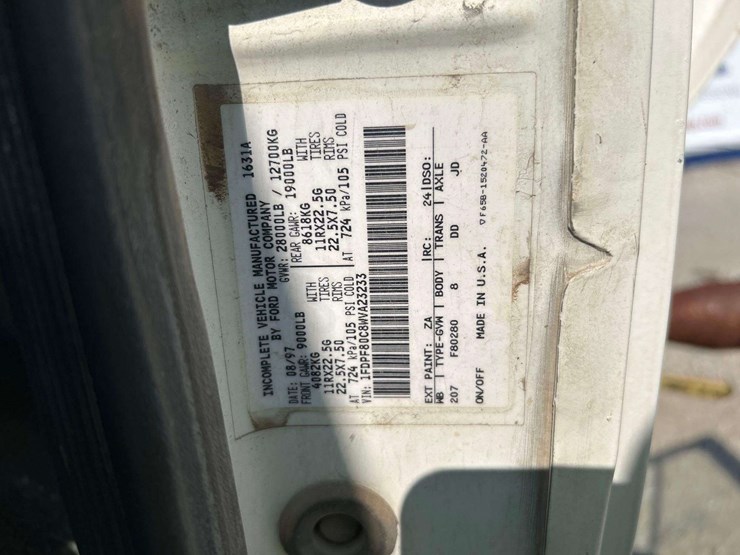 INCOMPLETE VEHICLE MANUFACTURED 1631A
BY FORD MOTOR COMPANY
DATE: 08/97 GVWR: 28000LB / 12700KG
FRONT GAWR: 9000LB REAR GAWR: 19000LB
4082KG WITH 8618KG WITH
11RX22.5G TIRES 11RX22.5G TIRES
22.5X7.50 RIMS 22.5X7.50 RIMS
AT 724 kPa/105 PSI COLD AT 724 kPa/105 PSI COLD
VIN: 1FDPF80C8WVA23233
EXT PAINT: ZA RC: 24 DSO:
WB TYPE-GVW BODY TRANS AXLE
207 F80280 8 DD JD
ON/OFF MADE IN U.S.A. F65B-1520472-AA